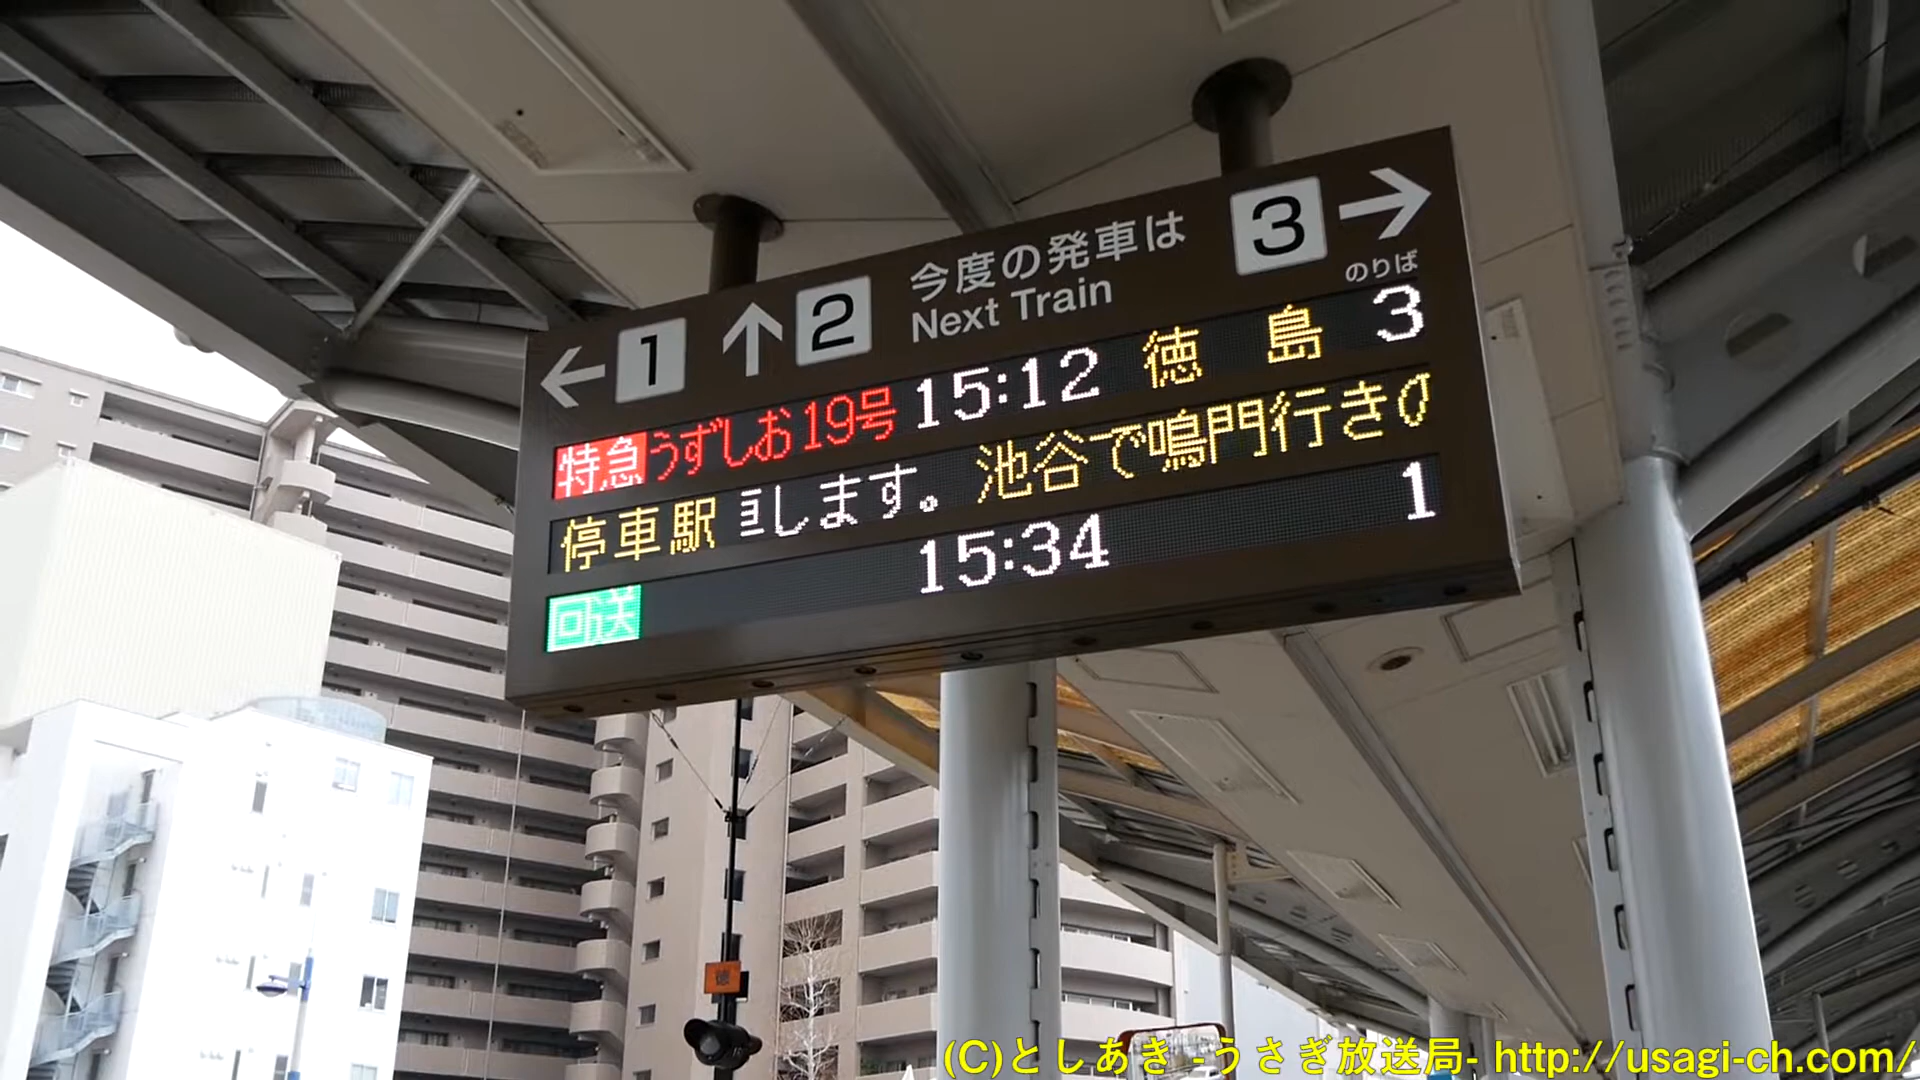 ← 1 ↑ 2 今度の発車は 3 →
Next Train
のりば
特急 うずしお19号 15:12 徳島 3
停車駅 します。池谷で鳴門行きの
回送 15:34 1
(C)としあき -うさぎ放送局- http://usagi-ch.com/